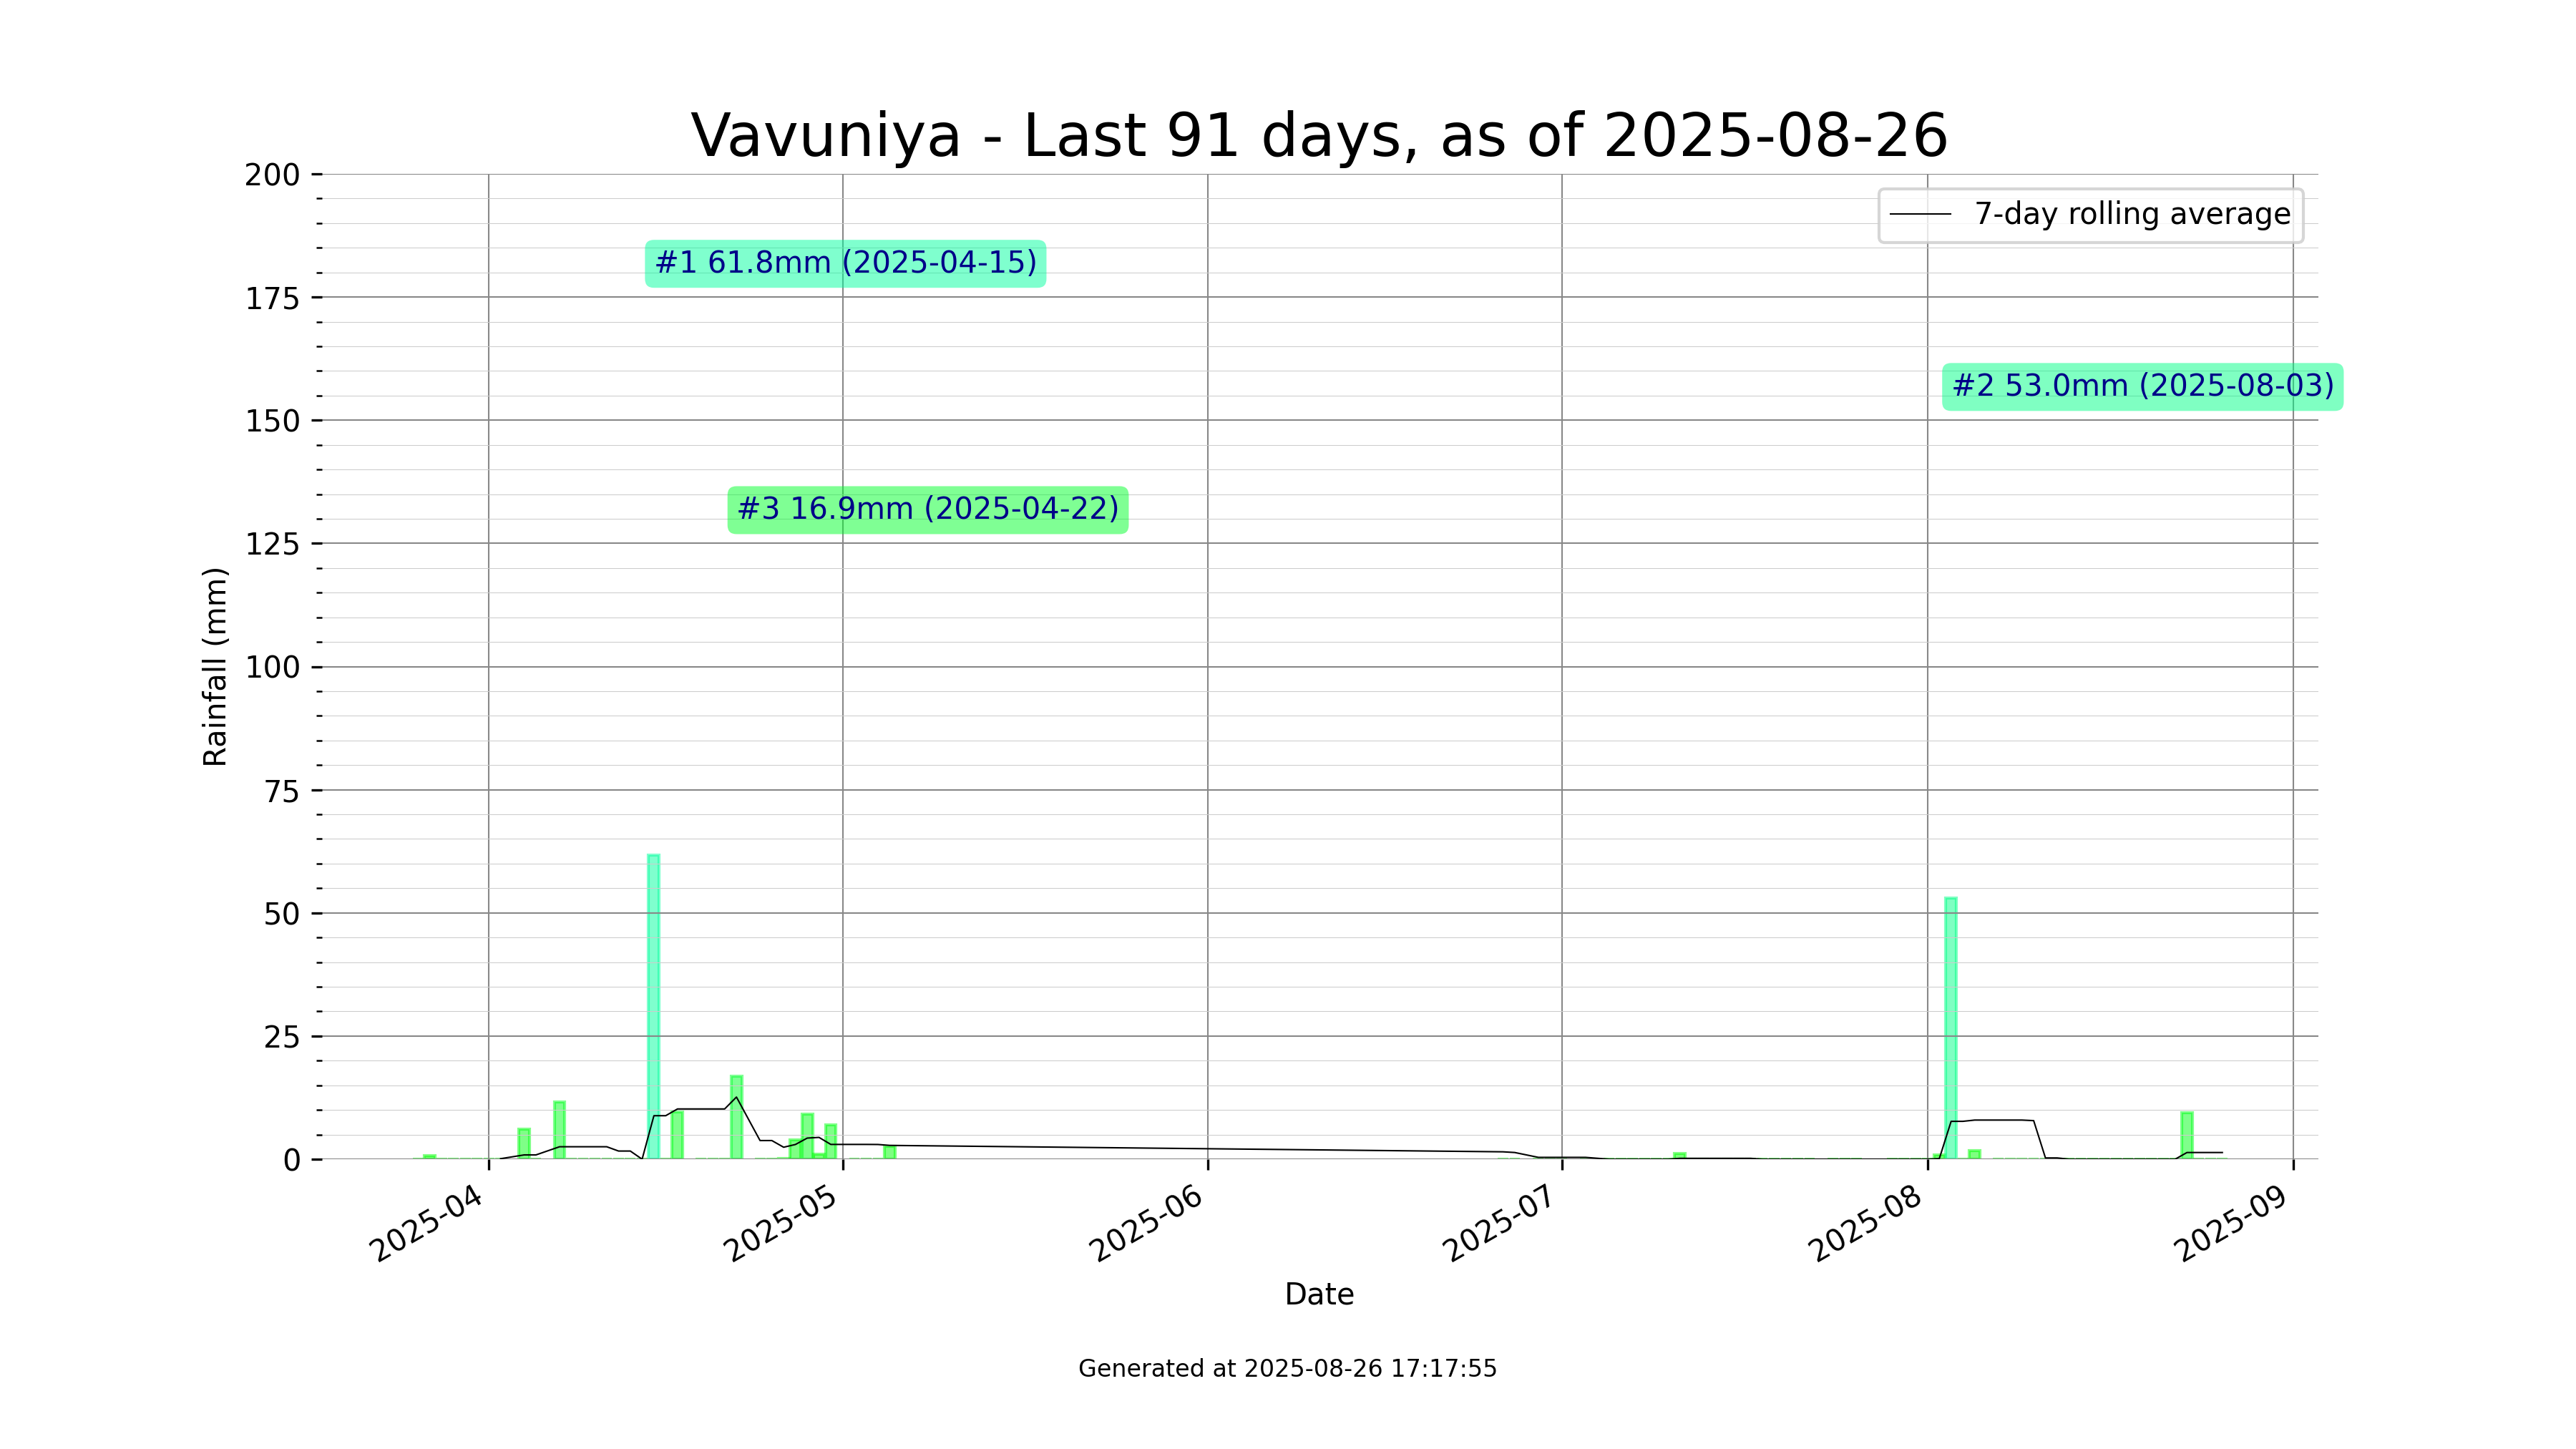 Vavuniya - Last 91 days, as of 2025-08-26
200
175
150
125
100
75
50
25
0
Rainfall (mm)
7-day rolling average
#1 61.8mm (2025-04-15)
#2 53.0mm (2025-08-03)
#3 16.9mm (2025-04-22)
2025-04
2025-05
2025-06
2025-07
2025-08
2025-09
Date
Generated at 2025-08-26 17:17:55